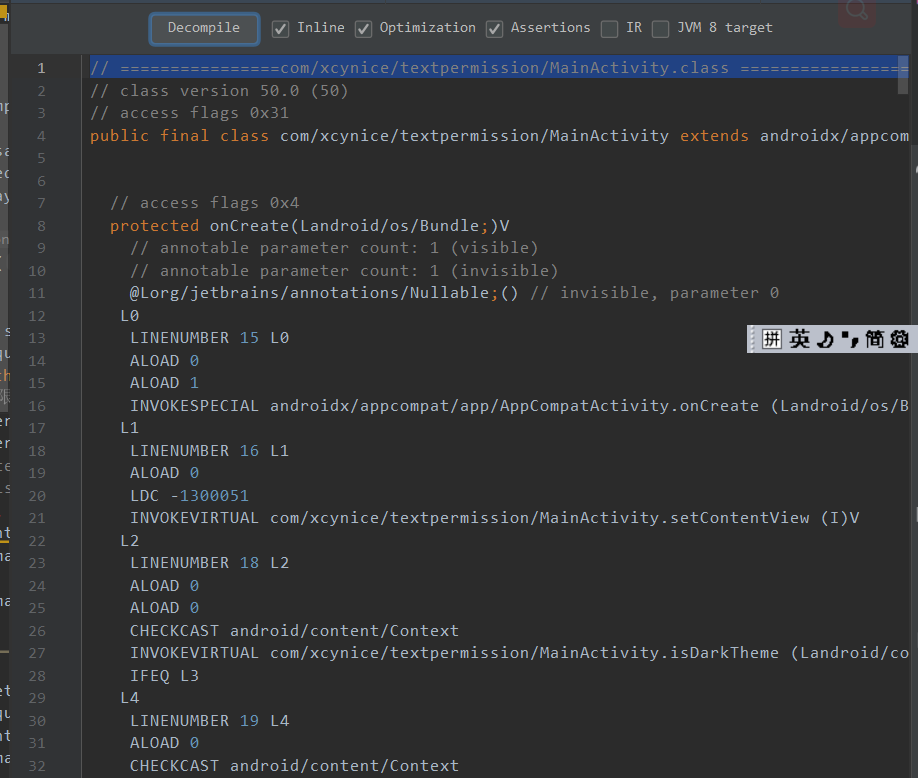 Decompile Inline Optimization Assertions IR JVM 8 target
1 // ================com/xcynice/textpermission/MainActivity.class =================
2 // class version 50.0 (50)
3 // access flags 0x31
4 public final class com/xcynice/textpermission/MainActivity extends androidx/appcom
5
6
7 // access flags 0x4
8 protected onCreate(Landroid/os/Bundle;)V
9 // annotable parameter count: 1 (visible)
10 // annotable parameter count: 1 (invisible)
11 @Lorg/jetbrains/annotations/Nullable;() // invisible, parameter 0
12 L0
13 LINENUMBER 15 L0
拼 英 简
14 ALOAD 0
15 ALOAD 1
16 INVOKESPECIAL androidx/appcompat/app/AppCompatActivity.onCreate (Landroid/os/B
17 L1
18 LINENUMBER 16 L1
19 ALOAD 0
20 LDC -1300051
21 INVOKEVIRTUAL com/xcynice/textpermission/MainActivity.setContentView (I)V
22 L2
23 LINENUMBER 18 L2
24 ALOAD 0
25 ALOAD 0
26 CHECKCAST android/content/Context
27 INVOKEVIRTUAL com/xcynice/textpermission/MainActivity.isDarkTheme (Landroid/co
28 IFEQ L3
29 L4
30 LINENUMBER 19 L4
31 ALOAD 0
32 CHECKCAST android/content/Context